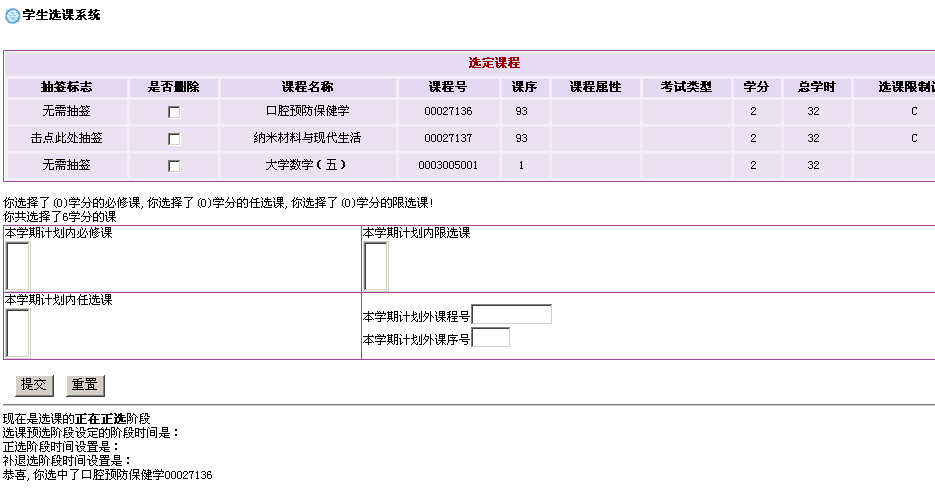 学生选课系统
选定课程
抽签标志 是否删除 课程名称 课程号 课序 课程属性 考试类型 学分 总学时 选课限制
无需抽签 口腔预防保健学 00027136 93 2 32 C
击点此处抽签 纳米材料与现代生活 00027137 93 2 32 C
无需抽签 大学数学(五) 0003005001 1 2 32
你选择了(0)学分的必修课,你选择了(0)学分的任选课,你选择了(0)学分的限选课!
你共选择了6学分的课
本学期计划内必修课 本学期计划内限选课
本学期计划内任选课
本学期计划外课程号
本学期计划外课序号
提交 重置
现在是选课的正在正选阶段
选课预选阶段设定的阶段时间是:
正选阶段时间设置是:
补退选阶段时间设置是:
恭喜,你选中了口腔预防保健学00027136